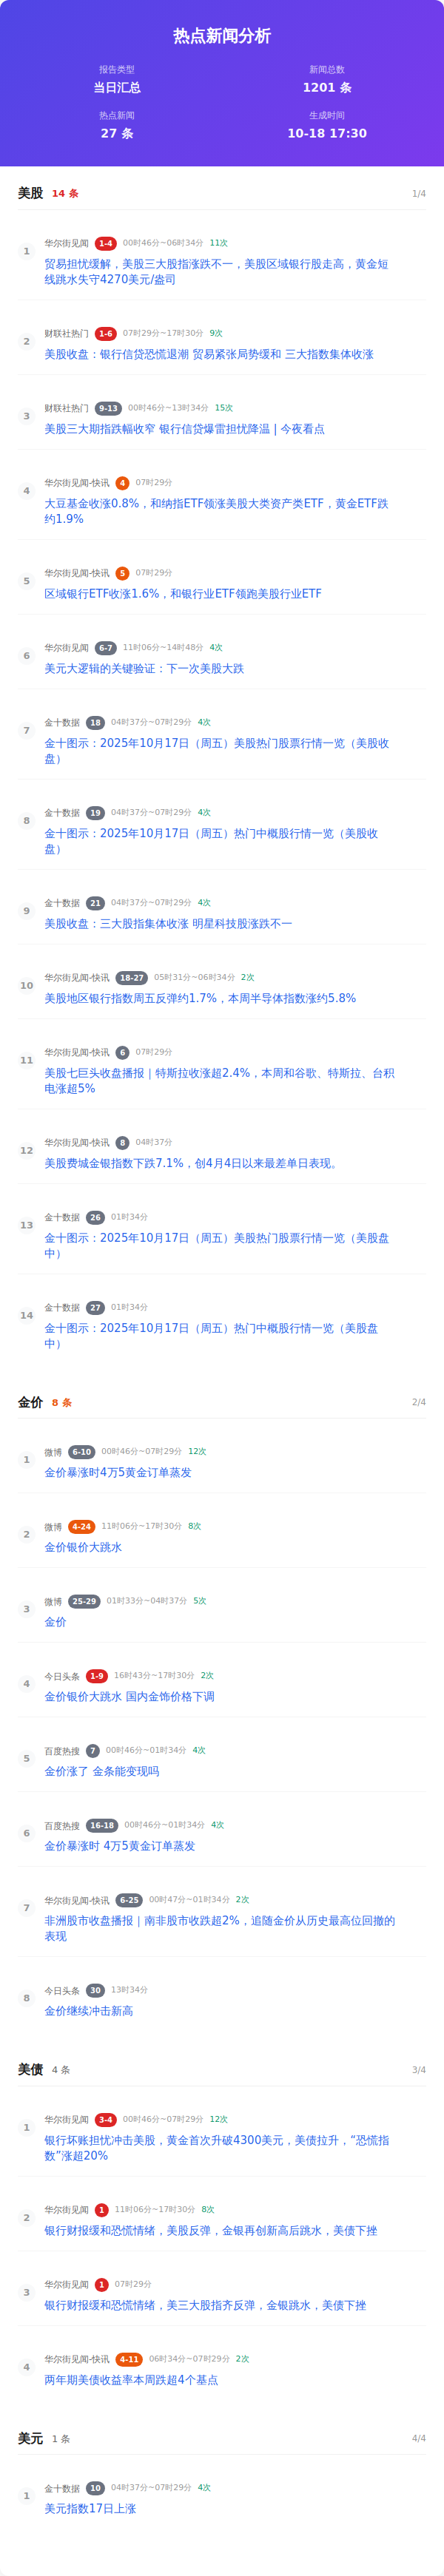 热点新闻分析
报告类型
当日汇总
新闻总数
1201 条
热点新闻
27 条
生成时间
10-18 17:30
美股 14 条 1/4
1
华尔街见闻 1-4 00时46分~06时34分 11次
贸易担忧缓解，美股三大股指涨跌不一，美股区域银行股走高，黄金短
线跳水失守4270美元/盎司
2
财联社热门 1-6 07时29分~17时30分 9次
美股收盘：银行信贷恐慌退潮 贸易紧张局势缓和 三大指数集体收涨
3
财联社热门 9-13 00时46分~13时34分 15次
美股三大期指跌幅收窄 银行信贷爆雷担忧降温 | 今夜看点
4
华尔街见闻-快讯 4 07时29分
大豆基金收涨0.8%，和纳指ETF领涨美股大类资产类ETF，黄金ETF跌
约1.9%
5
华尔街见闻-快讯 5 07时29分
区域银行ETF收涨1.6%，和银行业ETF领跑美股行业ETF
6
华尔街见闻 6-7 11时06分~14时48分 4次
美元大逻辑的关键验证：下一次美股大跌
7
金十数据 18 04时37分~07时29分 4次
金十图示：2025年10月17日（周五）美股热门股票行情一览（美股收
盘）
8
金十数据 19 04时37分~07时29分 4次
金十图示：2025年10月17日（周五）热门中概股行情一览（美股收
盘）
9
金十数据 21 04时37分~07时29分 4次
美股收盘：三大股指集体收涨 明星科技股涨跌不一
10
华尔街见闻-快讯 18-27 05时31分~06时34分 2次
美股地区银行指数周五反弹约1.7%，本周半导体指数涨约5.8%
11
华尔街见闻-快讯 6 07时29分
美股七巨头收盘播报｜特斯拉收涨超2.4%，本周和谷歌、特斯拉、台积
电涨超5%
12
华尔街见闻-快讯 8 04时37分
美股费城金银指数下跌7.1%，创4月4日以来最差单日表现。
13
金十数据 26 01时34分
金十图示：2025年10月17日（周五）美股热门股票行情一览（美股盘
中）
14
金十数据 27 01时34分
金十图示：2025年10月17日（周五）热门中概股行情一览（美股盘
中）
金价 8 条 2/4
1
微博 6-10 00时46分~07时29分 12次
金价暴涨时4万5黄金订单蒸发
2
微博 4-24 11时06分~17时30分 8次
金价银价大跳水
3
微博 25-29 01时33分~04时37分 5次
金价
4
今日头条 1-9 16时43分~17时30分 2次
金价银价大跳水 国内金饰价格下调
5
百度热搜 7 00时46分~01时34分 4次
金价涨了 金条能变现吗
6
百度热搜 16-18 00时46分~01时34分 4次
金价暴涨时 4万5黄金订单蒸发
7
华尔街见闻-快讯 6-25 00时47分~01时34分 2次
非洲股市收盘播报｜南非股市收跌超2%，追随金价从历史最高位回撤的
表现
8
今日头条 30 13时34分
金价继续冲击新高
美债 4 条 3/4
1
华尔街见闻 3-4 00时46分~07时29分 12次
银行坏账担忧冲击美股，黄金首次升破4300美元，美债拉升，“恐慌指
数”涨超20%
2
华尔街见闻 1 11时06分~17时30分 8次
银行财报缓和恐慌情绪，美股反弹，金银再创新高后跳水，美债下挫
3
华尔街见闻 1 07时29分
银行财报缓和恐慌情绪，美三大股指齐反弹，金银跳水，美债下挫
4
华尔街见闻-快讯 4-11 06时34分~07时29分 2次
两年期美债收益率本周跌超4个基点
美元 1 条 4/4
1
金十数据 10 04时37分~07时29分 4次
美元指数17日上涨